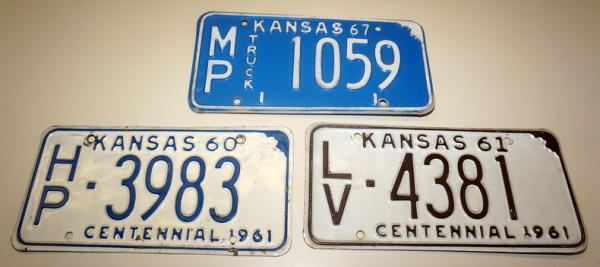 KANSAS 67
MP TRUCK 1059
KANSAS 60
HP·3983
CENTENNIAL 1961
KANSAS 61
LV·4381
CENTENNIAL 1961